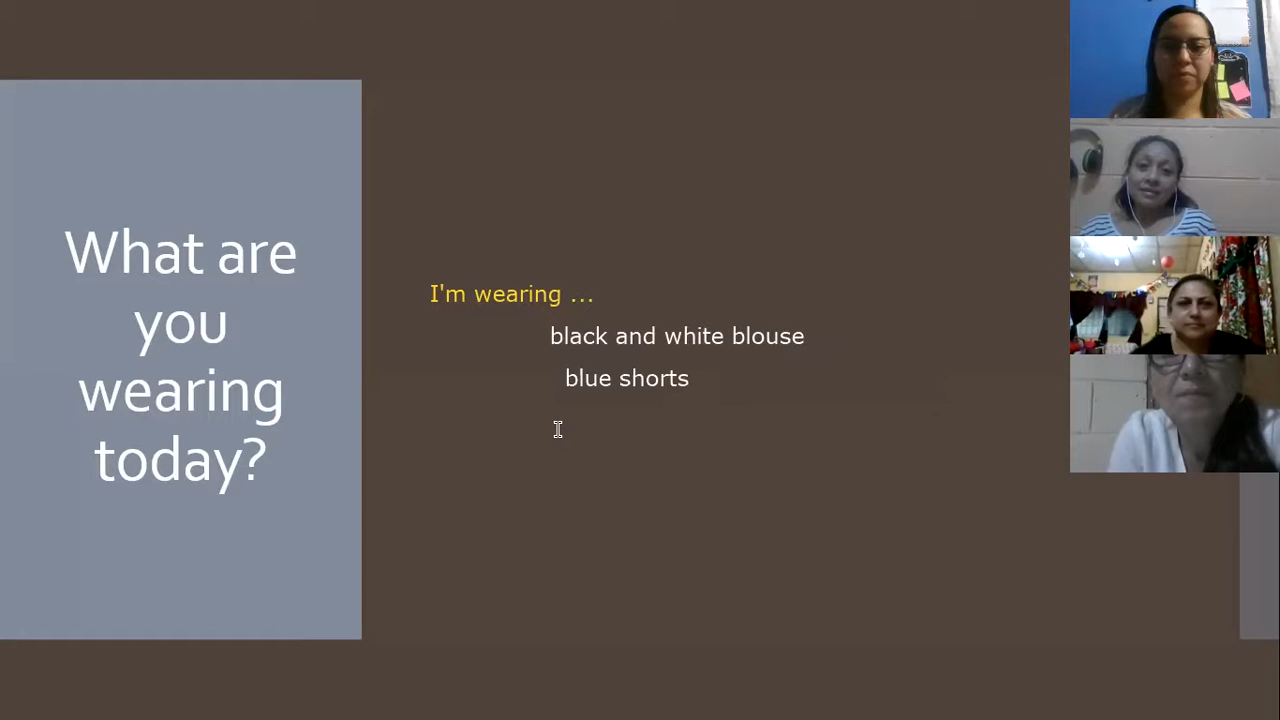 What are
you
wearing
today?
I'm wearing ...
black and white blouse
blue shorts